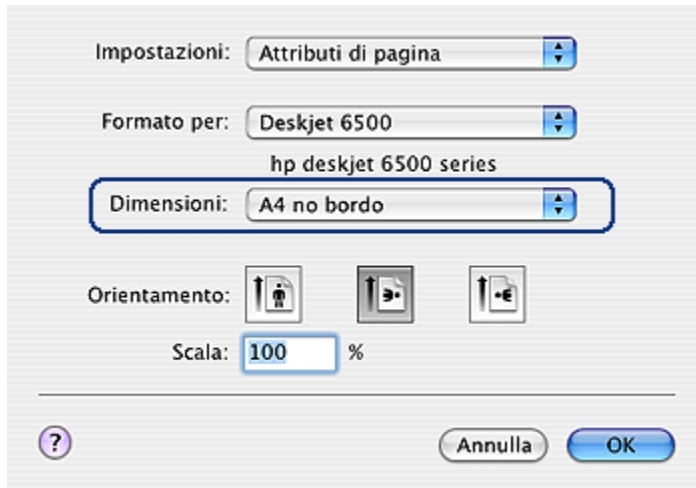 Impostazioni: Attributi di pagina
Formato per: Deskjet 6500
hp deskjet 6500 series
Dimensioni: A4 no bordo
Orientamento:
Scala: 100 %
? Annulla OK